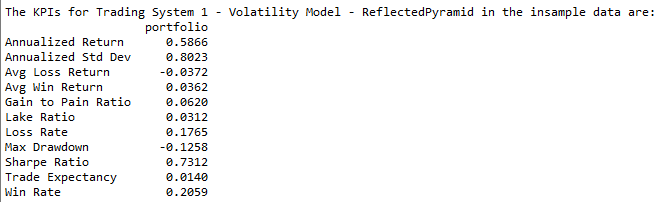 The KPIs for Trading System 1 - Volatility Model - ReflectedPyramid in the insample data are:
portfolio
Annualized Return 0.5866
Annualized Std Dev 0.8023
Avg Loss Return -0.0372
Avg Win Return 0.0362
Gain to Pain Ratio 0.0620
Lake Ratio 0.0312
Loss Rate 0.1765
Max Drawdown -0.1258
Sharpe Ratio 0.7312
Trade Expectancy 0.0140
Win Rate 0.2059